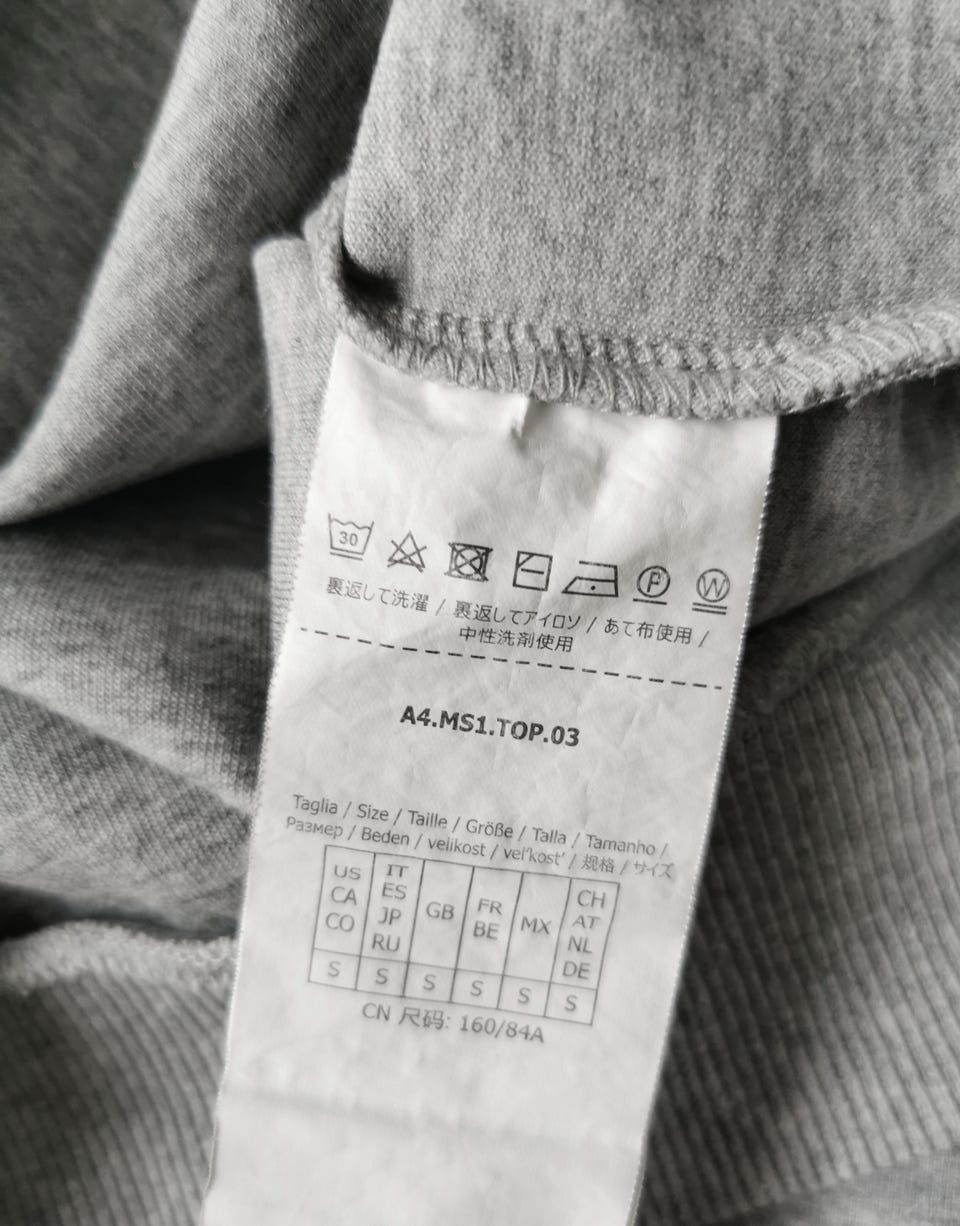 30 P W
裏返して洗濯 / 裏返してアイロン / あて布使用 /
中性洗剤使用
A4.MS1.TOP.03
Taglia / Size / Taille / Größe / Talla / Tamanho /
Размер / Beden / velikost / vel'kost' / 规格 / サイズ
US CA CO
IT ES JP RU
GB
FR BE
MX
CH AT NL DE
S S S S S S
CN 尺码: 160/84A